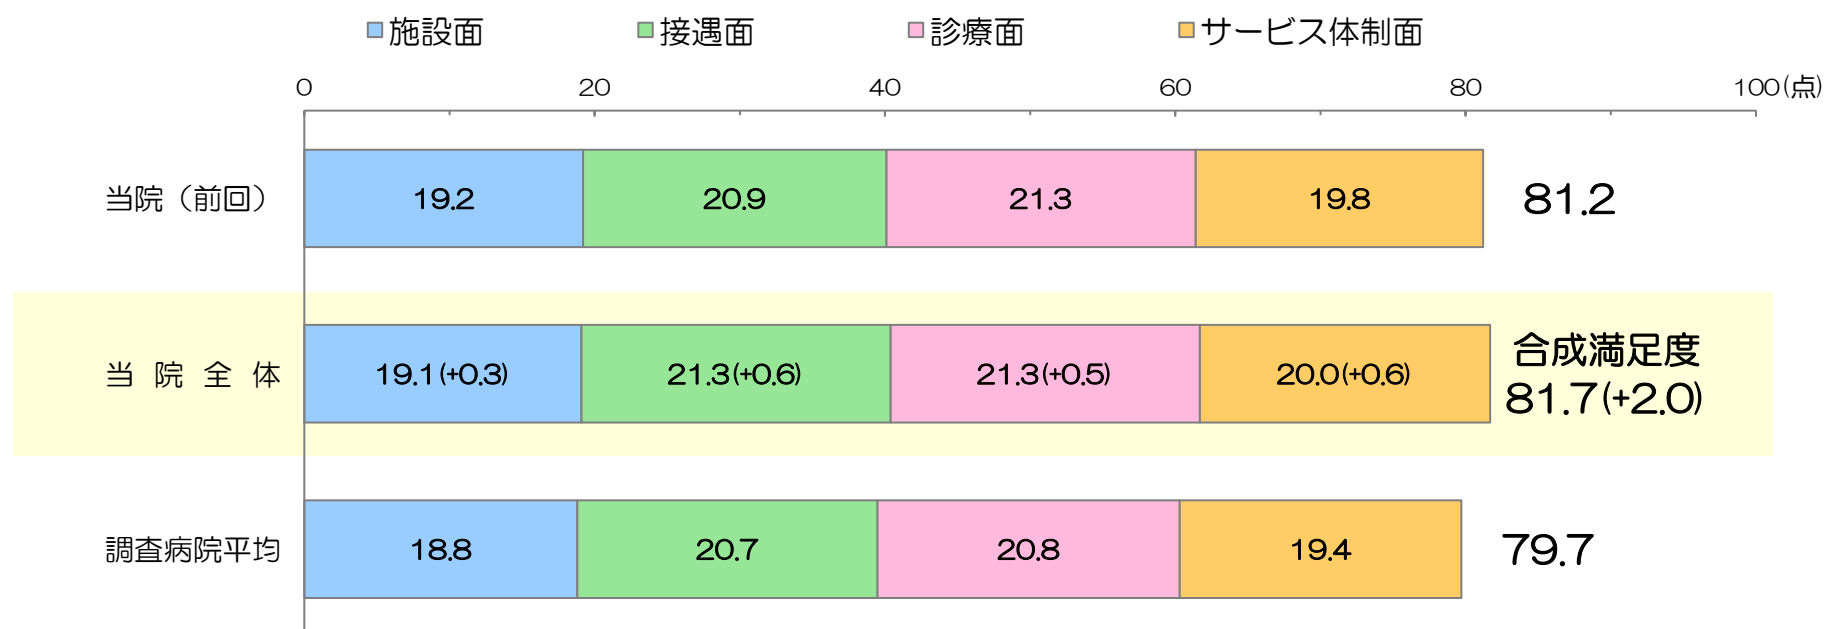 施設面 接遇面 診療面 サービス体制面
0 20 40 60 80 100(点)
当院（前回） 19.2 20.9 21.3 19.8 81.2
合成満足度
当院全体 19.1(+0.3) 21.3(+0.6) 21.3(+0.5) 20.0(+0.6) 81.7(+2.0)
調査病院平均 18.8 20.7 20.8 19.4 79.7